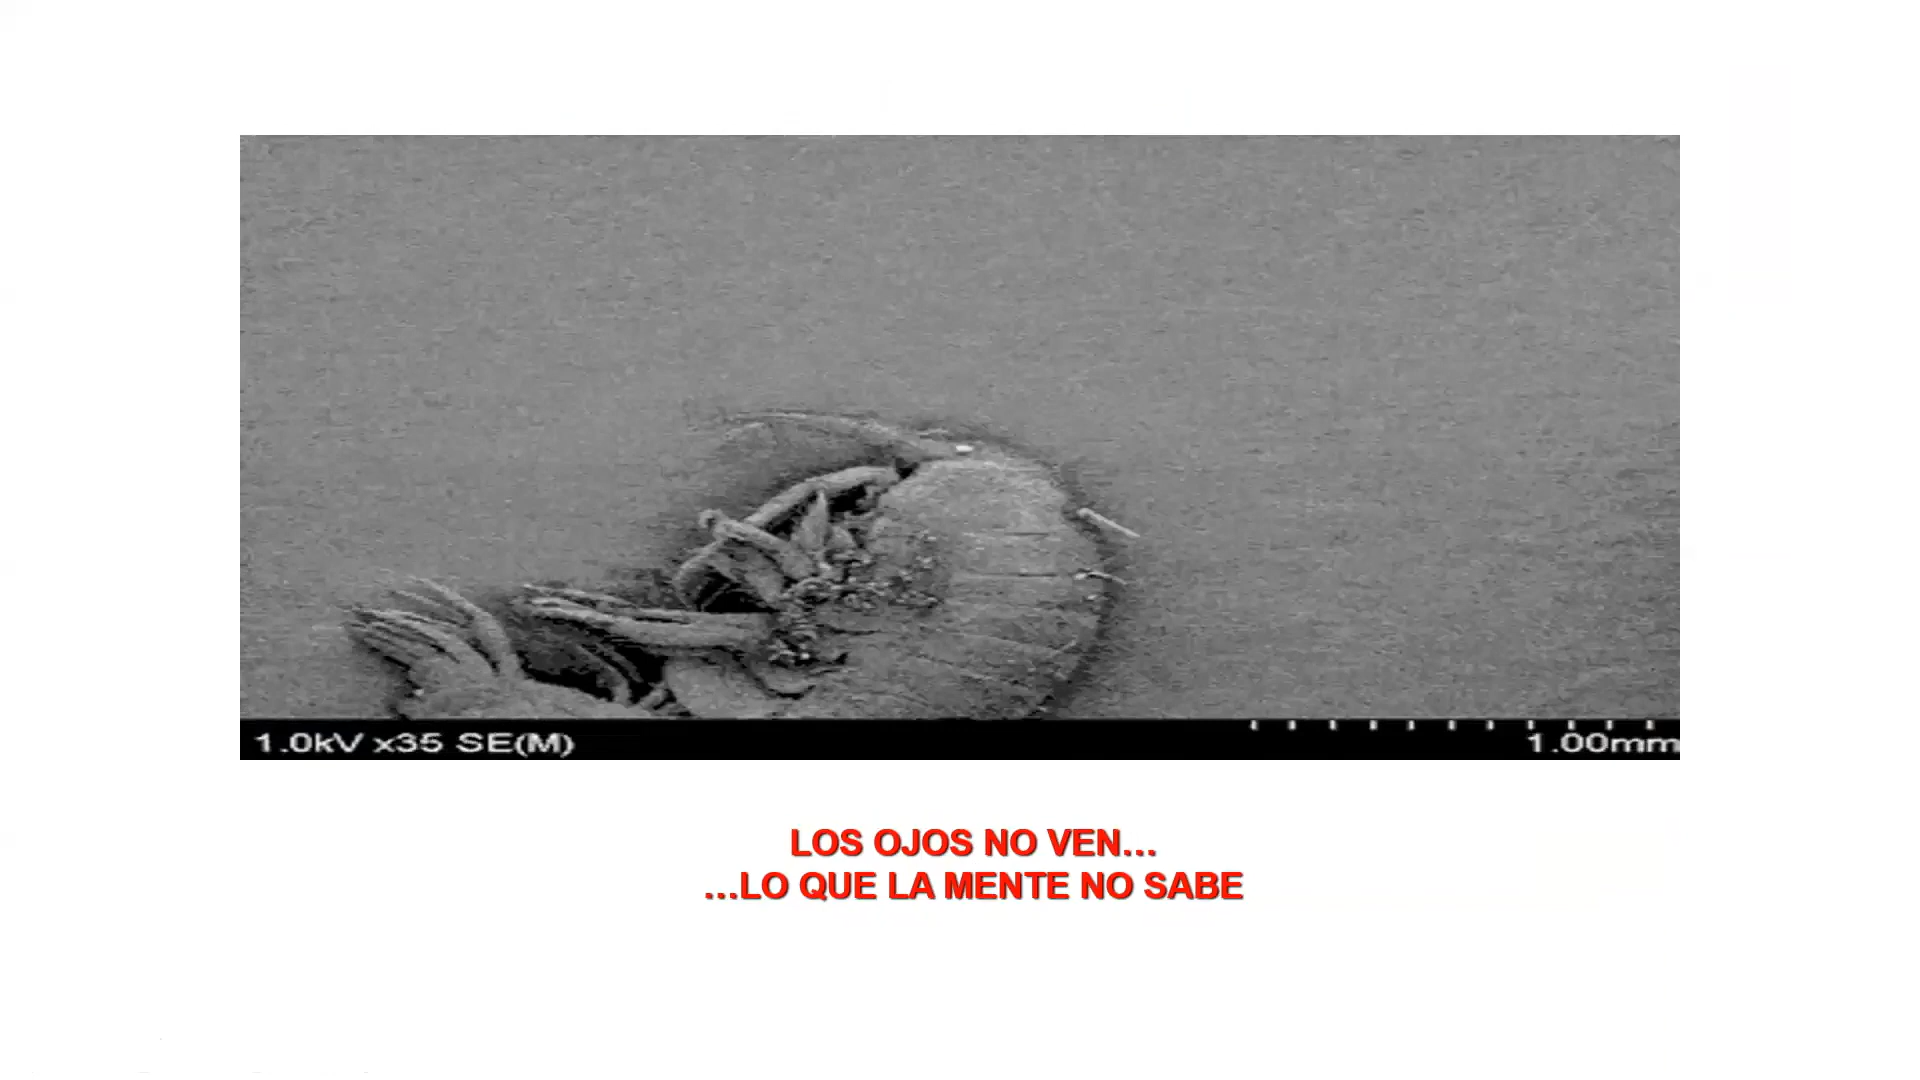 1.0kV x35 SE(M)
1.00mm
LOS OJOS NO VEN...
...LO QUE LA MENTE NO SABE